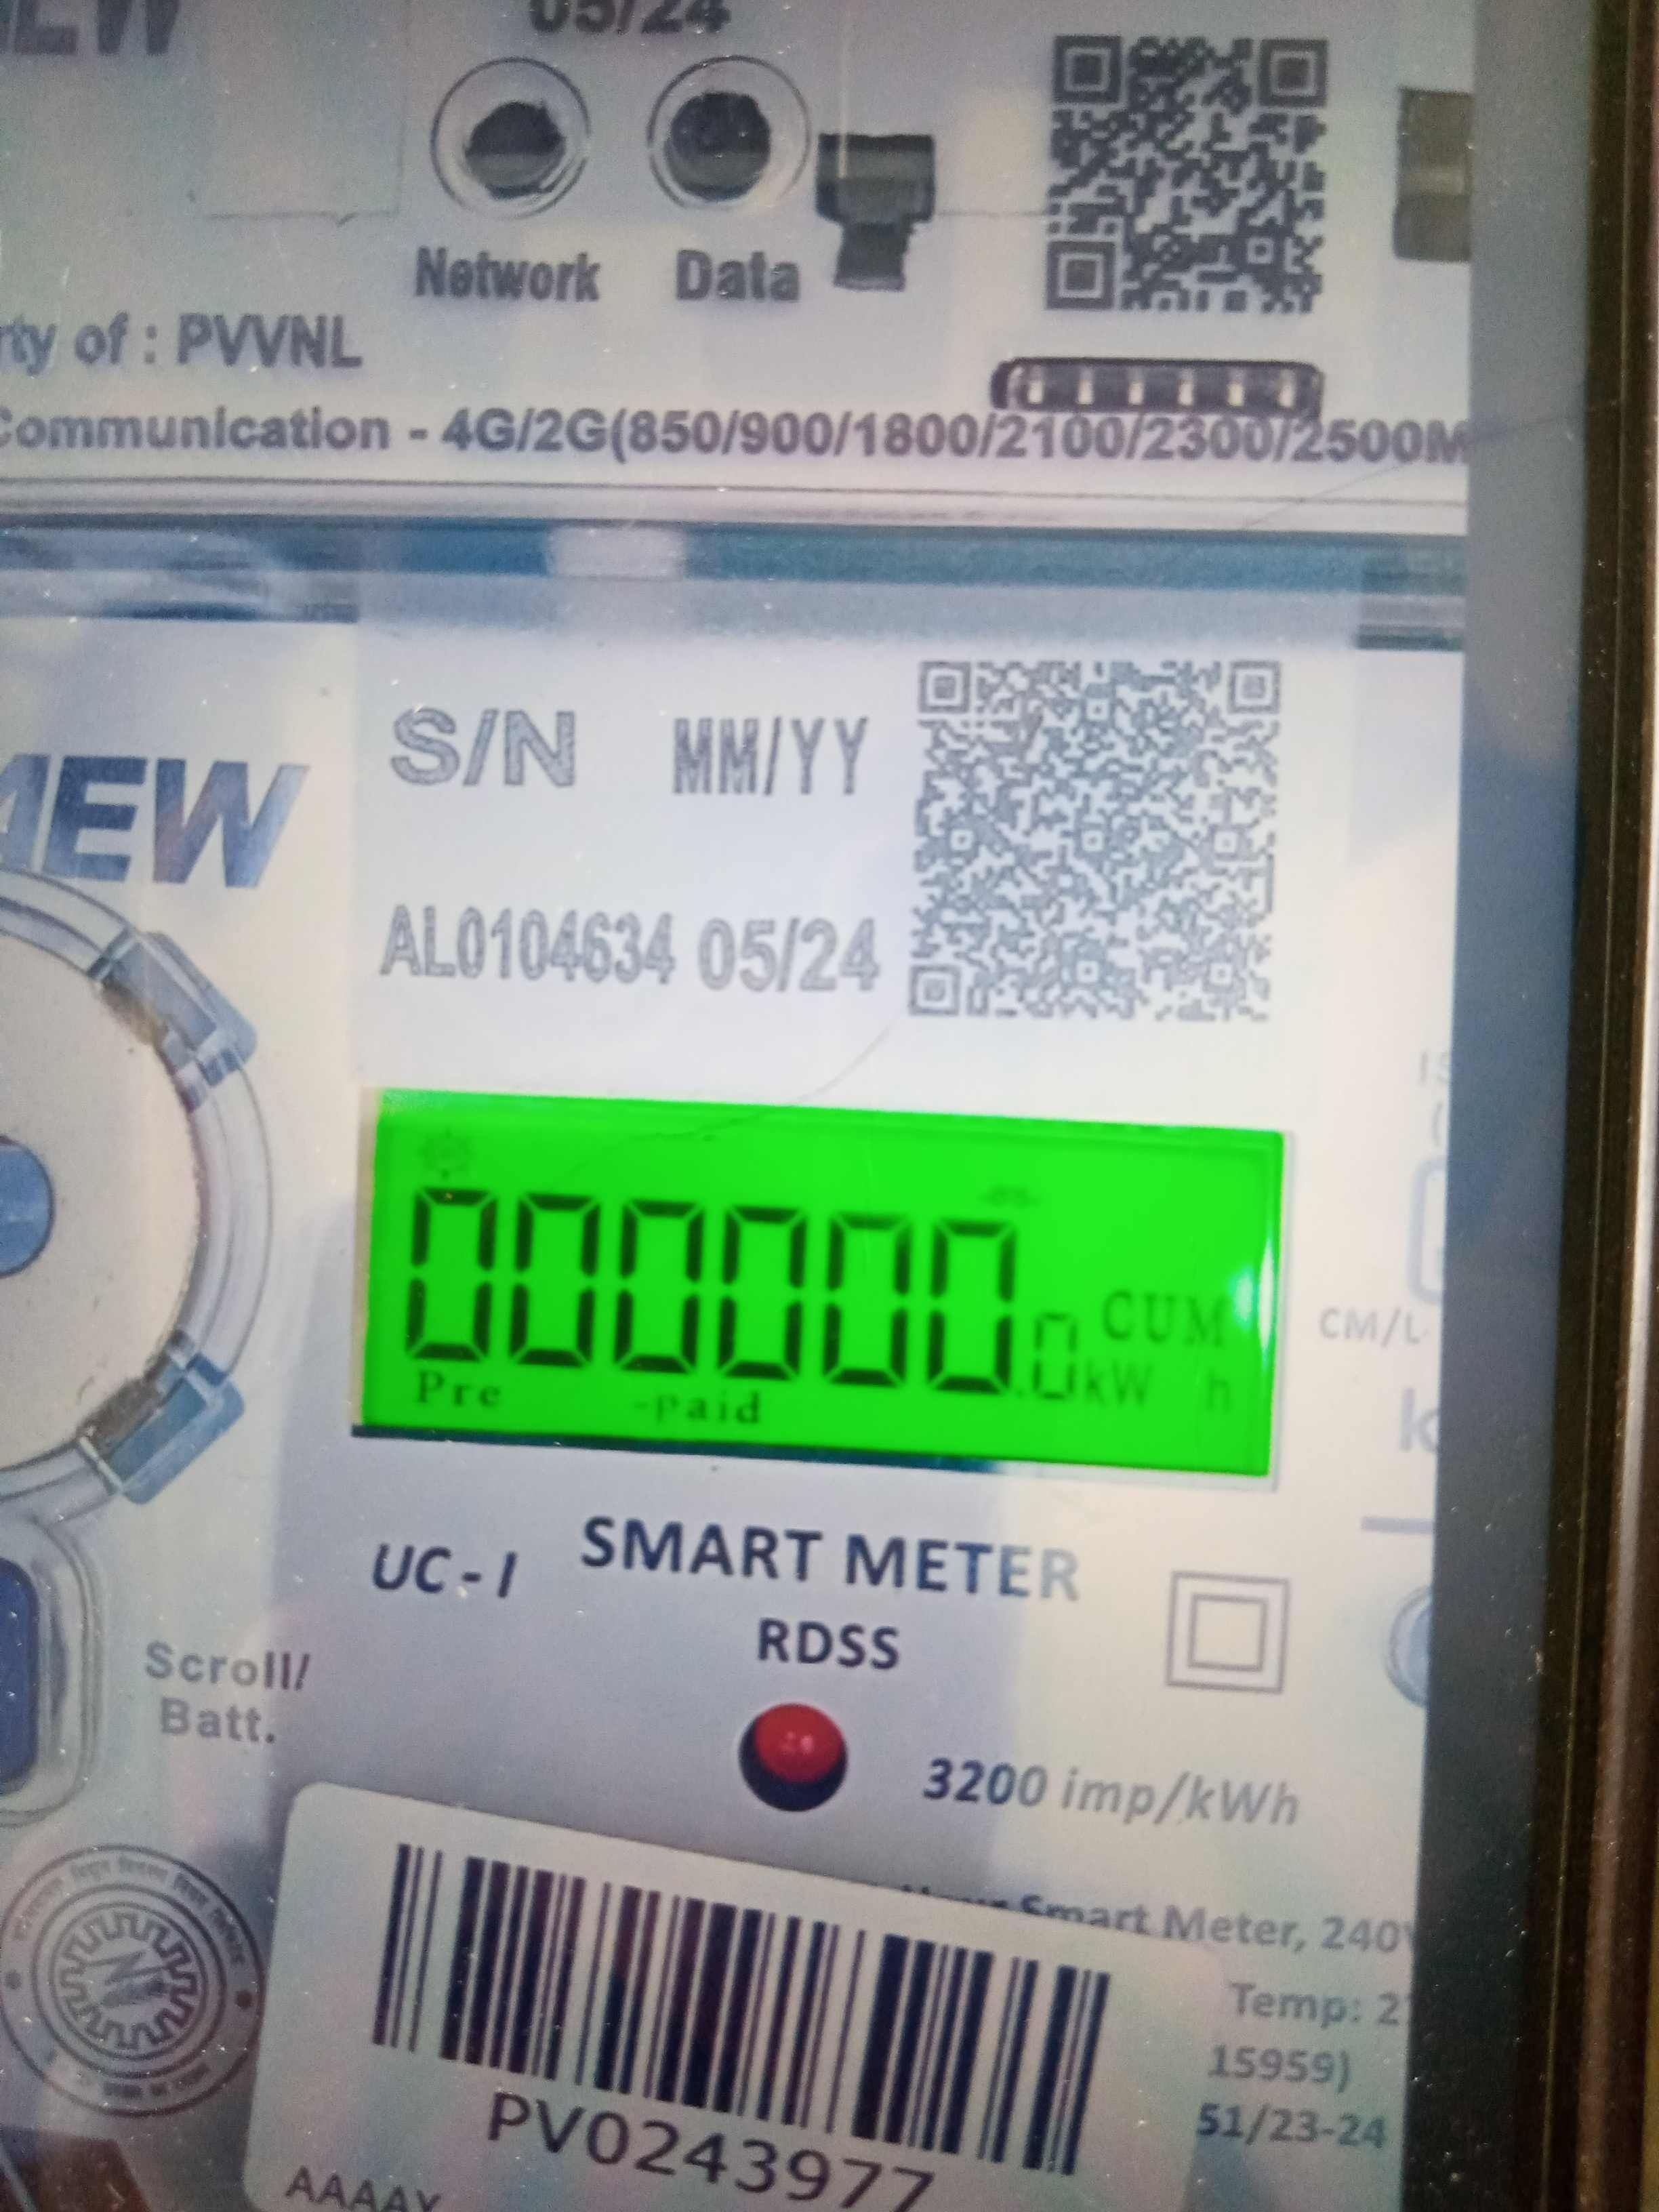 05/24
Network Data
rty of : PVVNL
Communication - 4G/2G(850/900/1800/2100/2300/2500M
S/N MM/YY
AL0104634 05/24
000000.0 CUM kW h
Pre -paid
CM/L
UC - I SMART METER
RDSS
Scroll/
Batt.
3200 imp/kWh
Smart Meter, 240V
Temp: 2
15959)
51/23-24
PV0243977
AAAAY